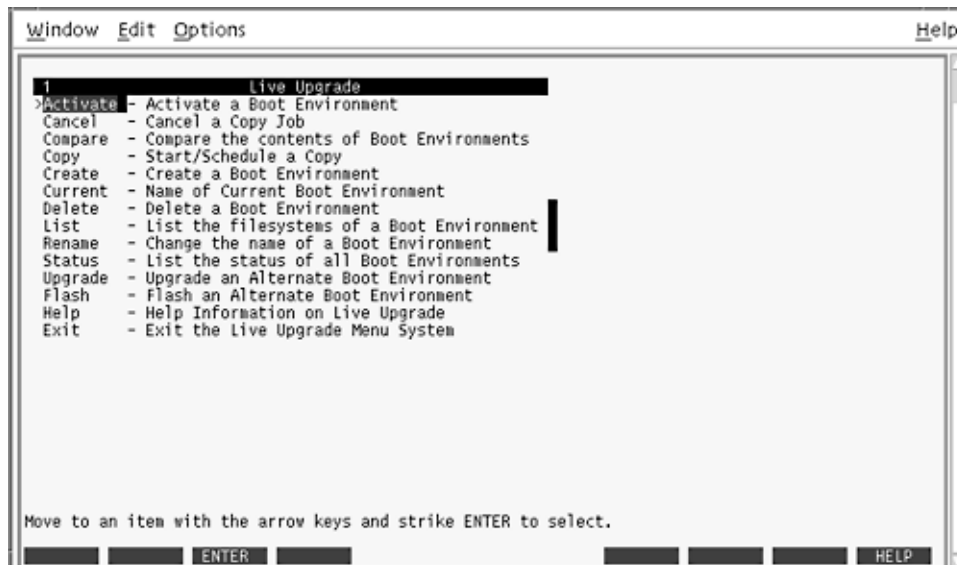 Window Edit Options Help
1 Live Upgrade
>Activate - Activate a Boot Environment
Cancel - Cancel a Copy Job
Compare - Compare the contents of Boot Environments
Copy - Start/Schedule a Copy
Create - Create a Boot Environment
Current - Name of Current Boot Environment
Delete - Delete a Boot Environment
List - List the filesystems of a Boot Environment
Rename - Change the name of a Boot Environment
Status - List the status of all Boot Environments
Upgrade - Upgrade an Alternate Boot Environment
Flash - Flash an Alternate Boot Environment
Help - Help Information on Live Upgrade
Exit - Exit the Live Upgrade Menu System
Move to an item with the arrow keys and strike ENTER to select.
ENTER HELP